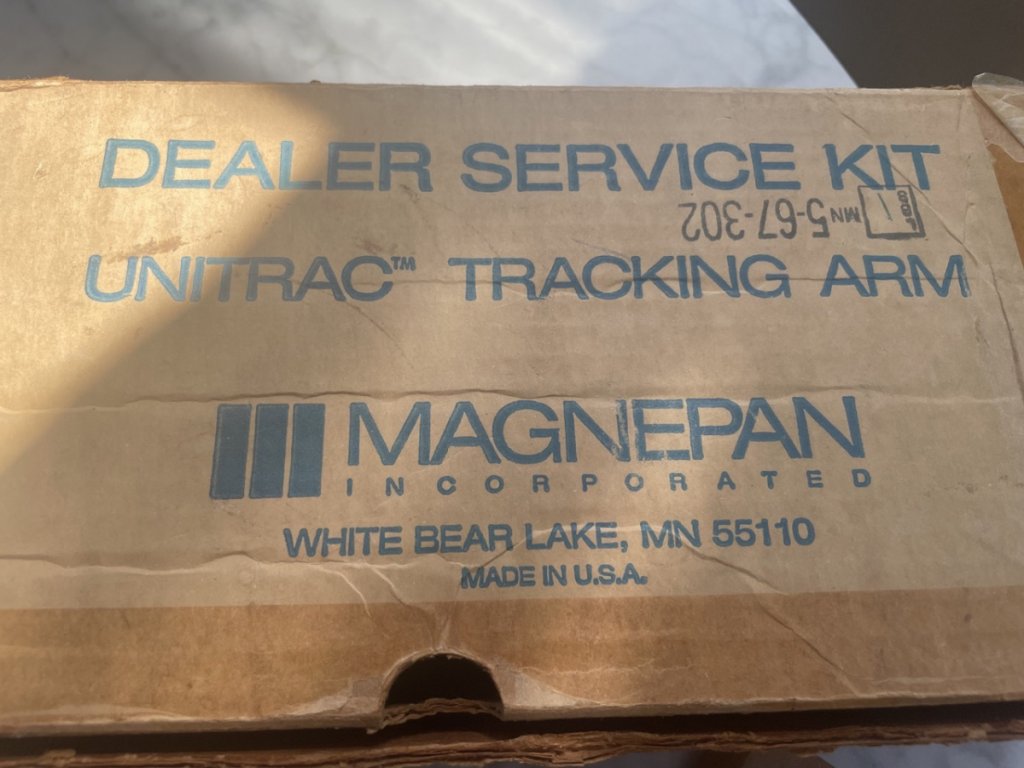 DEALER SERVICE KIT
MN 5-67-302
UNITRAC™ TRACKING ARM
MAGNEPAN
INCORPORATED
WHITE BEAR LAKE, MN 55110
MADE IN U.S.A.